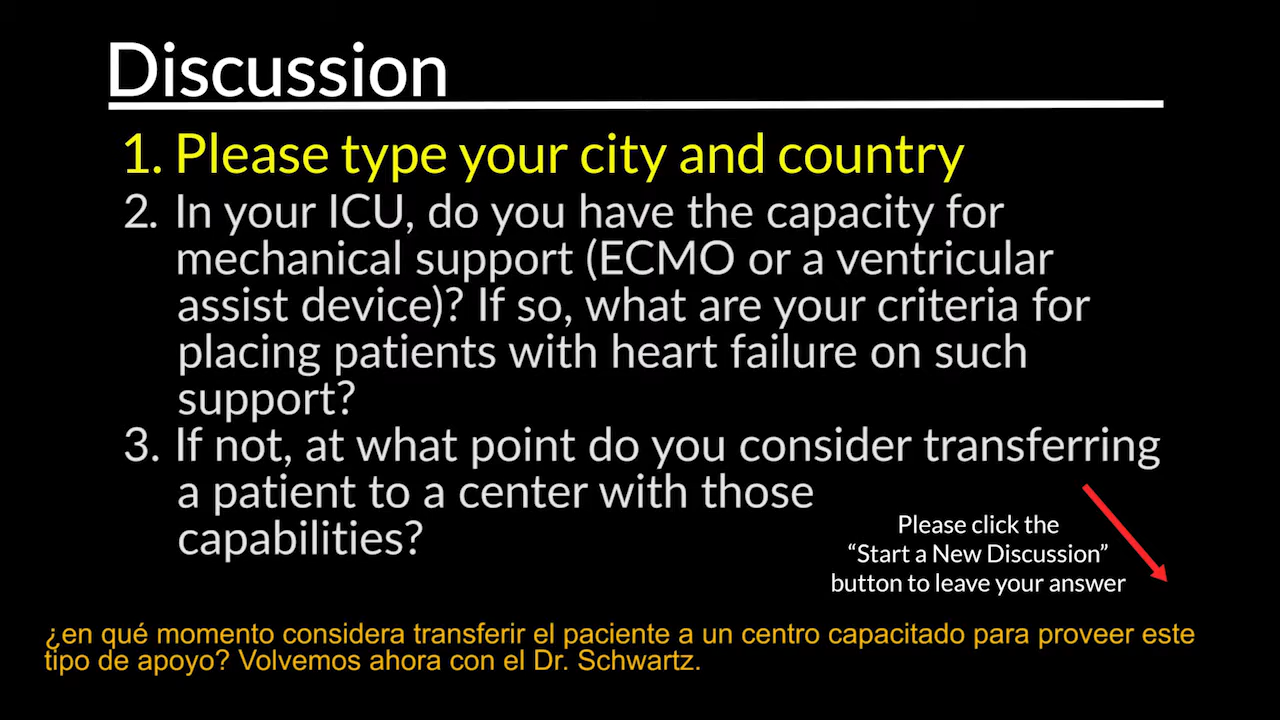 Discussion
1. Please type your city and country
2. In your ICU, do you have the capacity for
mechanical support (ECMO or a ventricular
assist device)? If so, what are your criteria for
placing patients with heart failure on such
support?
3. If not, at what point do you consider transferring
a patient to a center with those
capabilities?
Please click the
“Start a New Discussion”
button to leave your answer
¿en qué momento considera transferir el paciente a un centro capacitado para proveer este
tipo de apoyo? Volvemos ahora con el Dr. Schwartz.